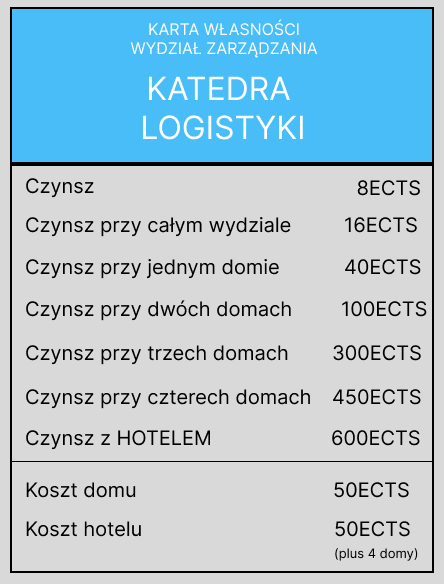 KARTA WŁASNOŚCI
WYDZIAŁ ZARZĄDZANIA
KATEDRA
LOGISTYKI
Czynsz 8ECTS
Czynsz przy całym wydziale 16ECTS
Czynsz przy jednym domie 40ECTS
Czynsz przy dwóch domach 100ECTS
Czynsz przy trzech domach 300ECTS
Czynsz przy czterech domach 450ECTS
Czynsz z HOTELEM 600ECTS
Koszt domu 50ECTS
Koszt hotelu 50ECTS
(plus 4 domy)